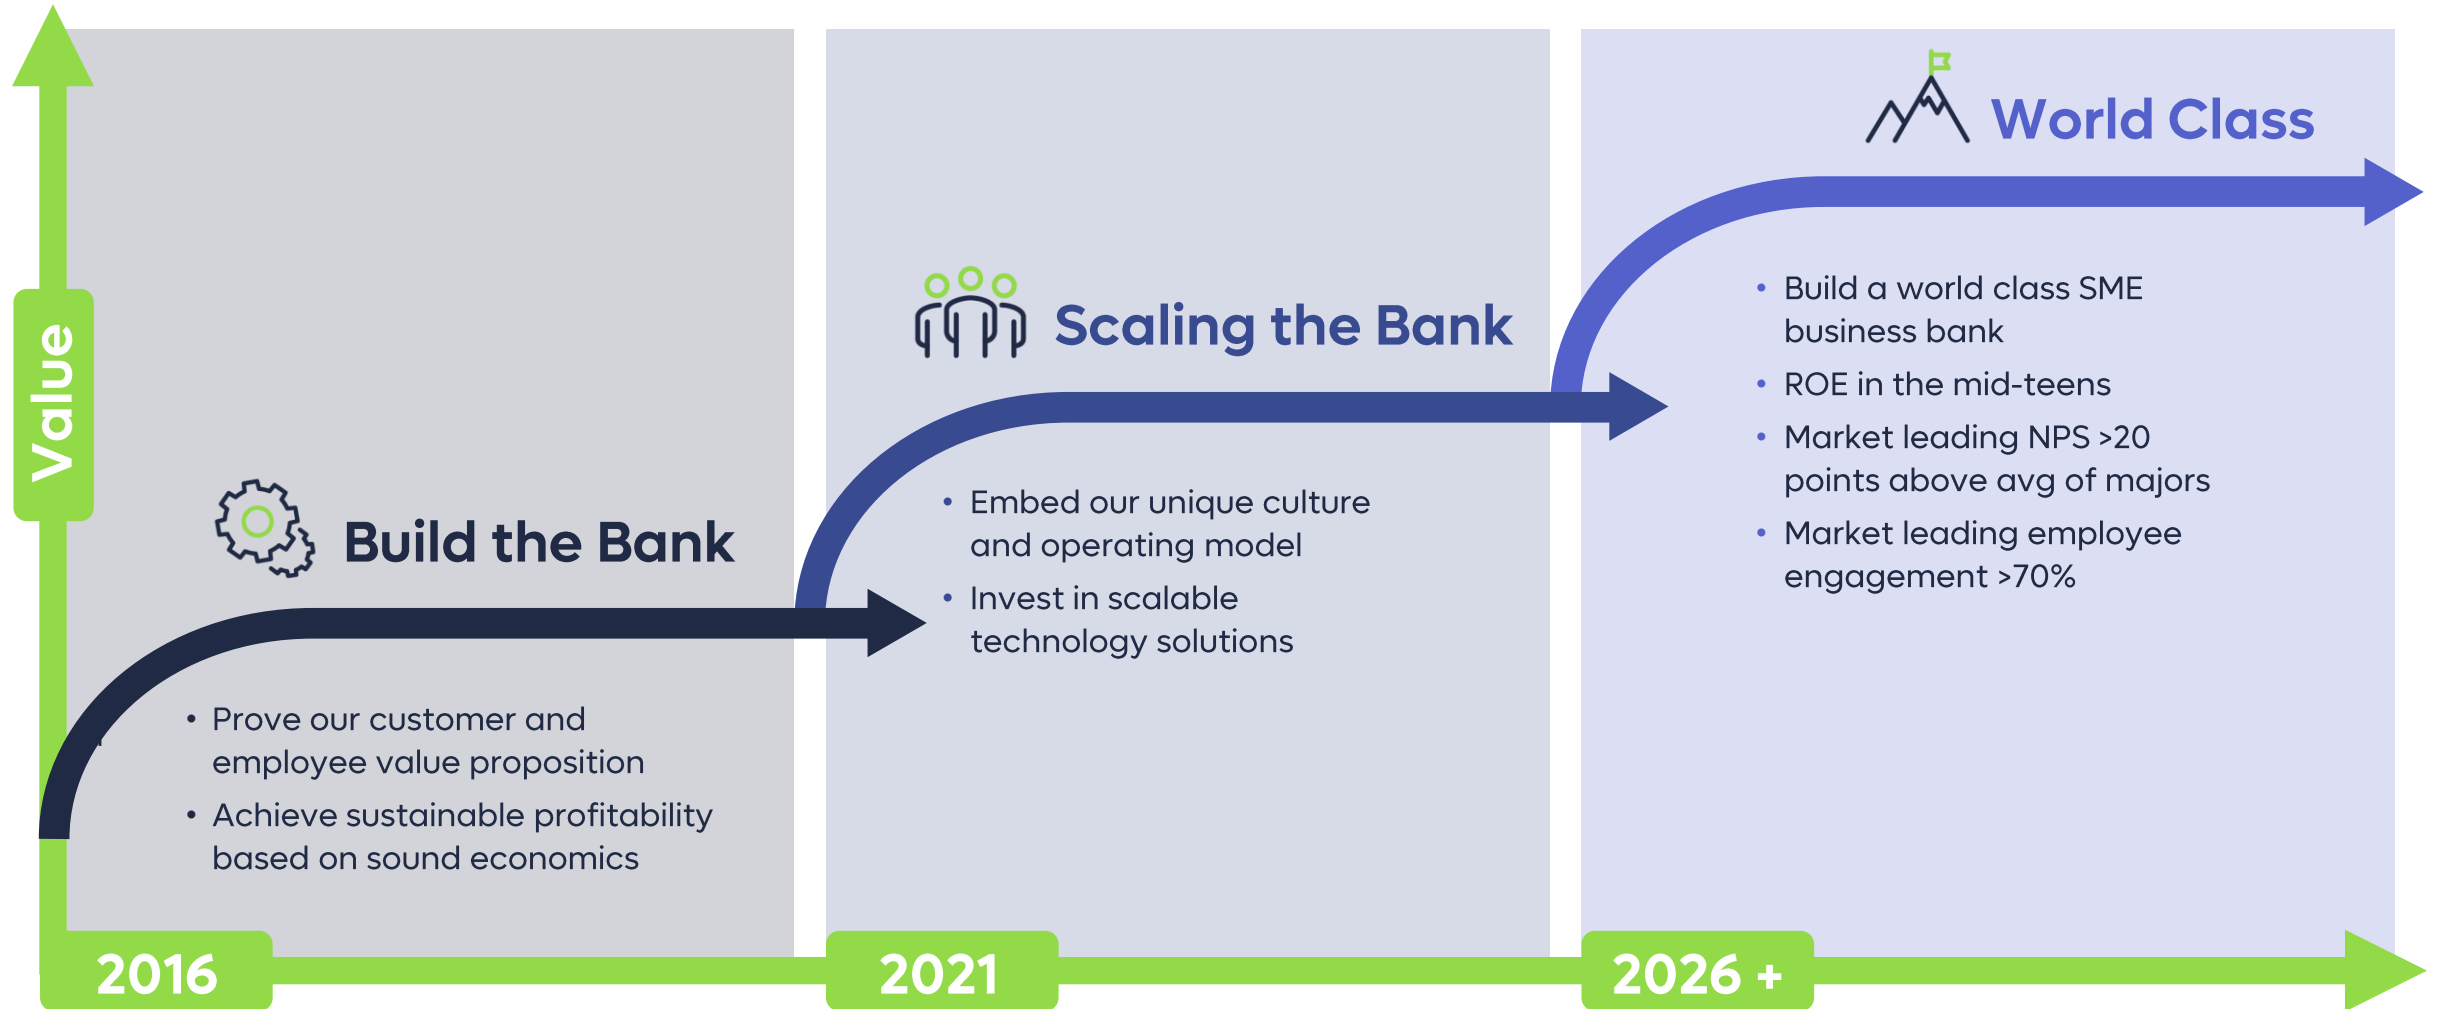 Value
Build the Bank
• Prove our customer and
employee value proposition
• Achieve sustainable profitability
based on sound economics
2016
Scaling the Bank
• Embed our unique culture
and operating model
• Invest in scalable
technology solutions
2021
World Class
• Build a world class SME
business bank
• ROE in the mid-teens
• Market leading NPS >20
points above avg of majors
• Market leading employee
engagement >70%
2026 +